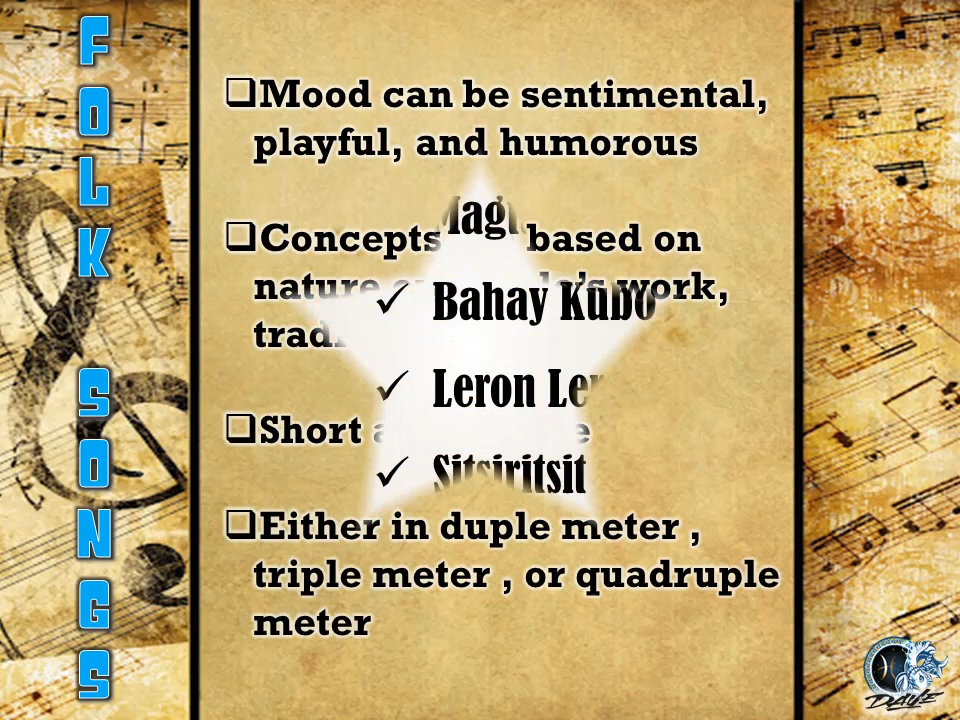 FOLK SONGS
❑Mood can be sentimental,
playful, and humorous
❑Concepts based on
nature work,
❑Short
❑Either in duple meter ,
triple meter , or quadruple
meter
✓ Bahay Kubo
✓ Leron
✓ Sitsiritsit
DAVE